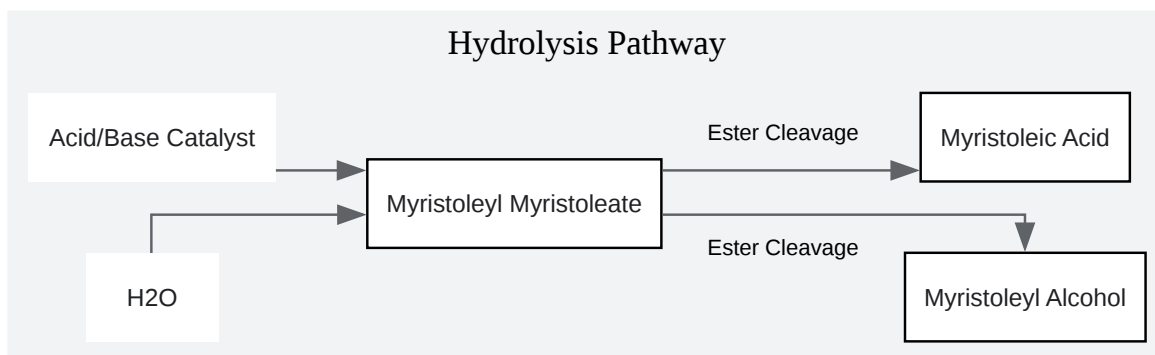 Hydrolysis Pathway
Acid/Base Catalyst
Ester Cleavage
Myristoleic Acid
Myristoleyl Myristoleate
Ester Cleavage
H2O
Myristoleyl Alcohol